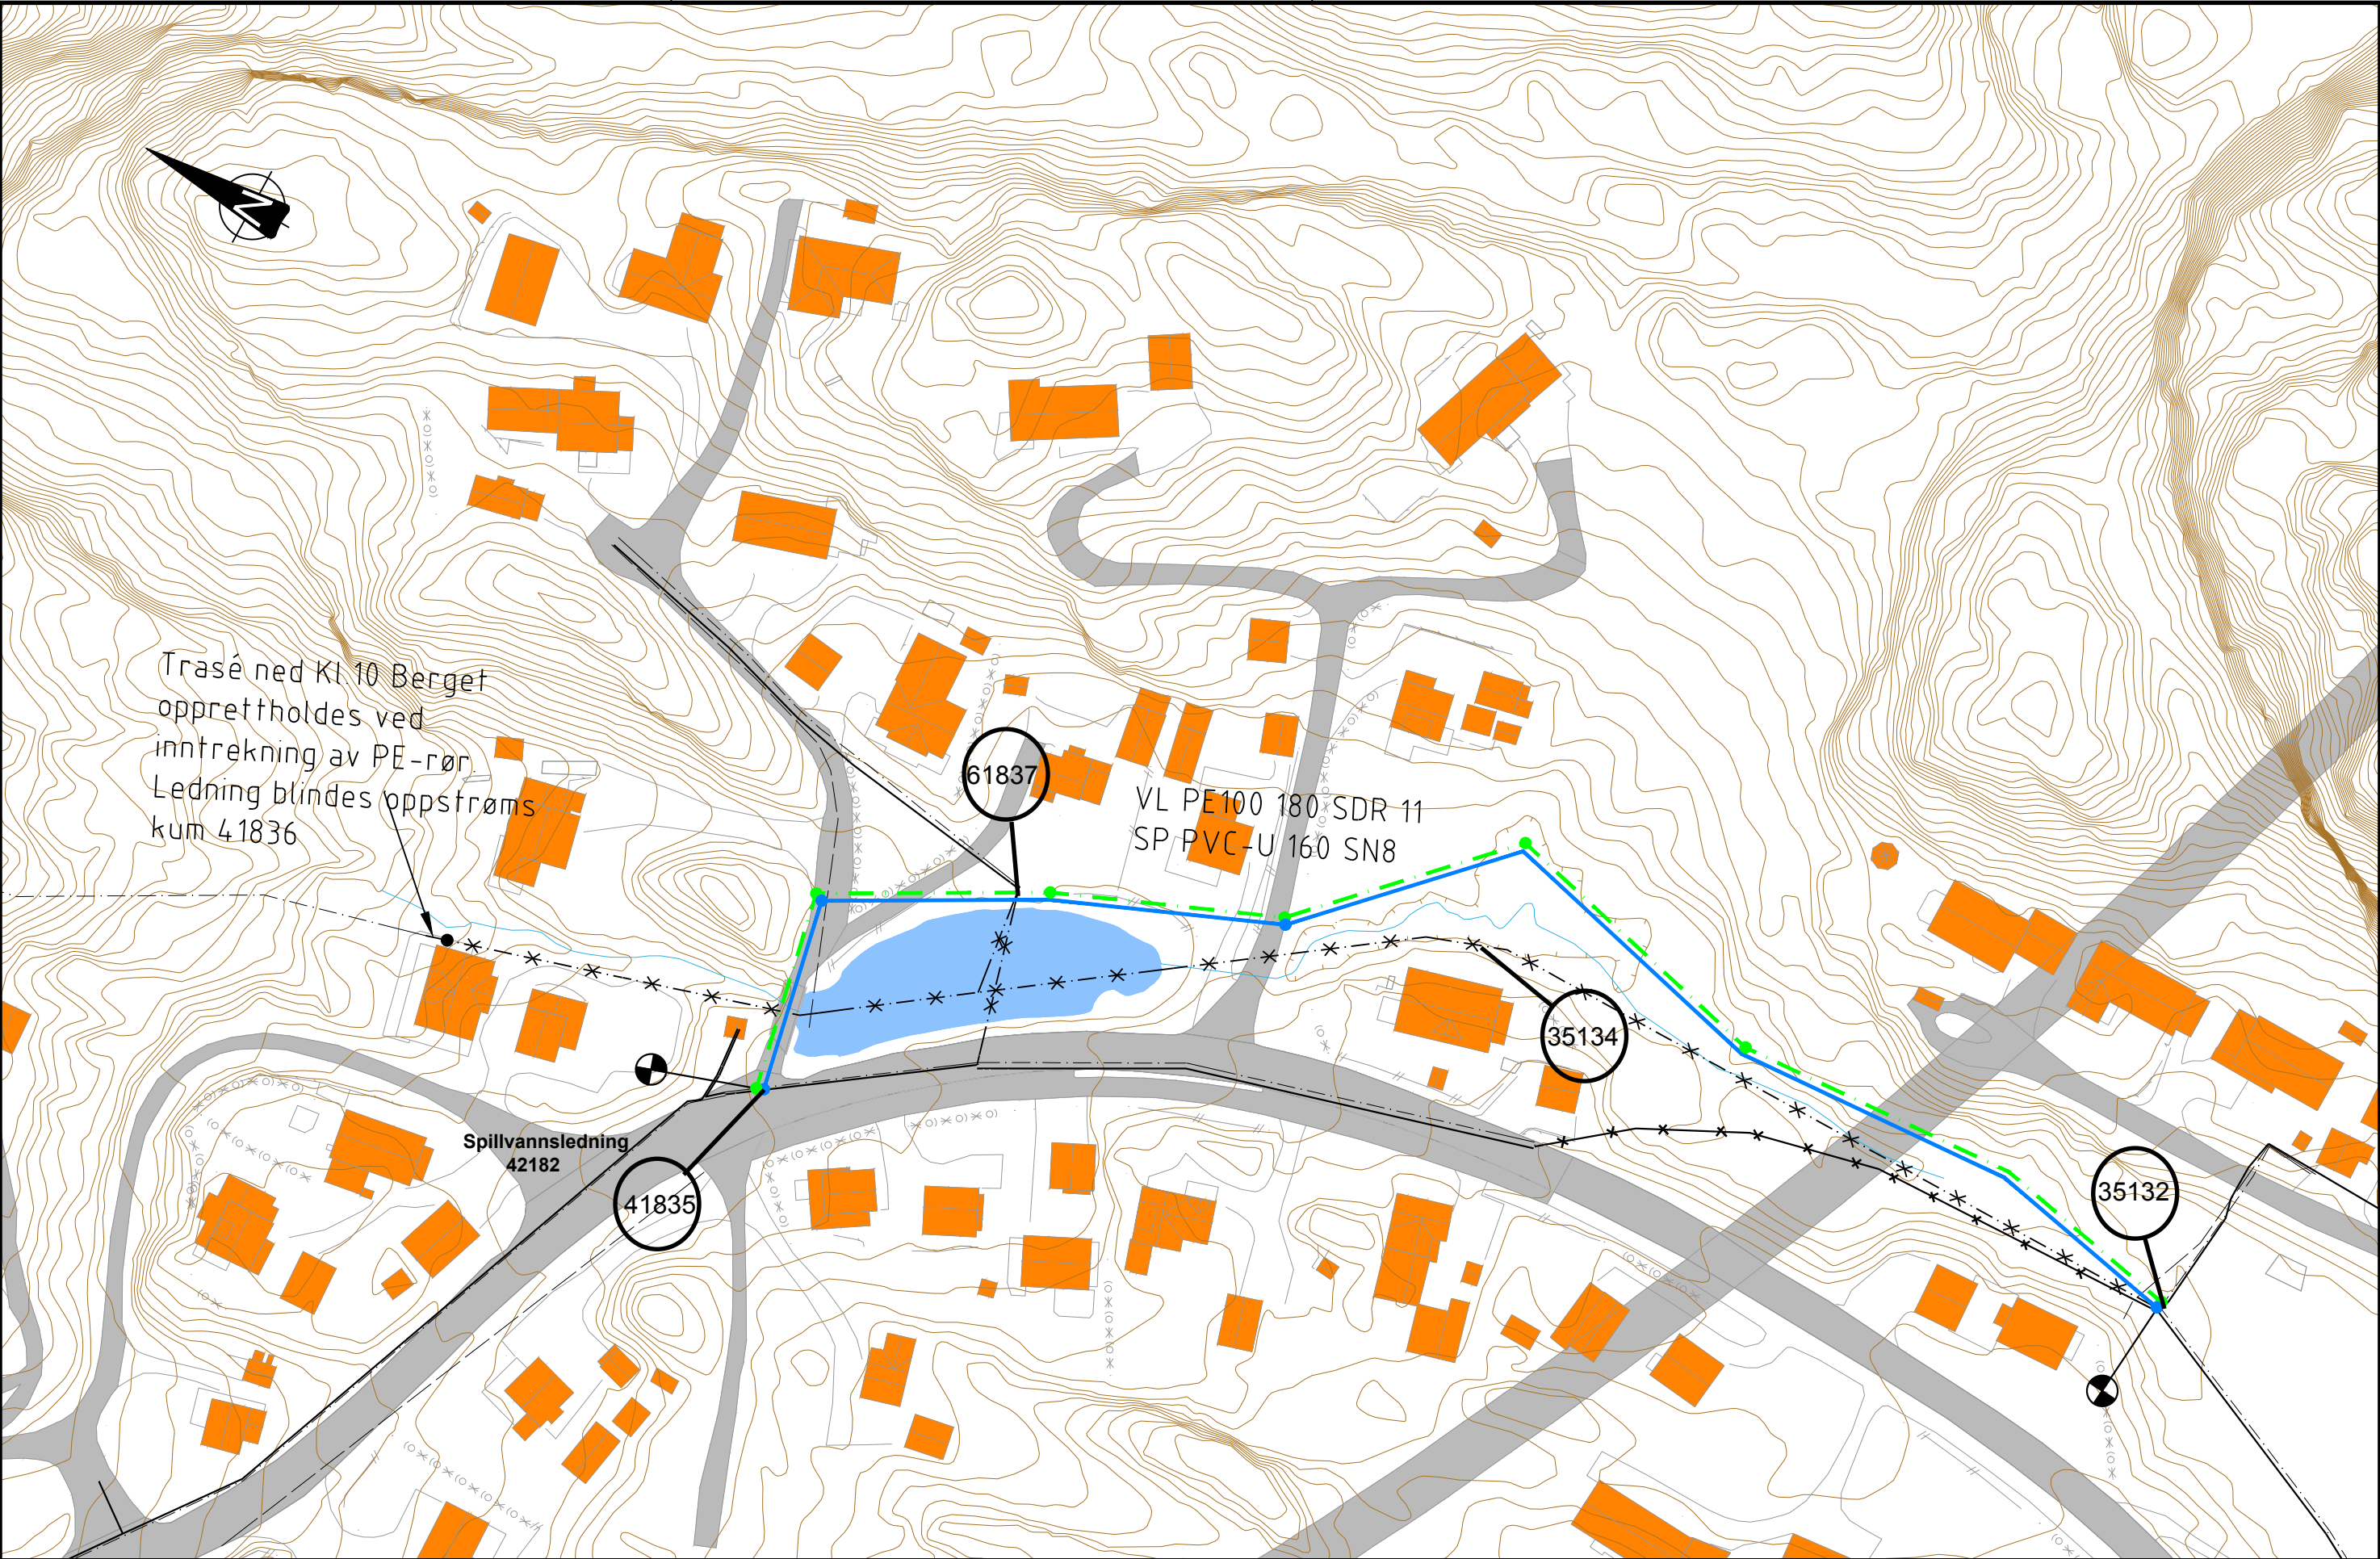 N
Trasé ned Kl.10 Berget
opprettholdes ved
inntrekning av PE-rør.
Ledning blindes oppstrøms
kum 41836
61837
VL PE100 180 SDR 11
SP PVC-U 160 SN8
35134
Spillvannsledning
42182
41835
35132